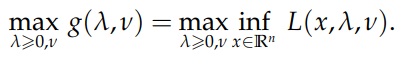 max g(λ,ν) = max inf L(x,λ,ν).
λ⩾0,ν λ⩾0,ν x∈ℝⁿ